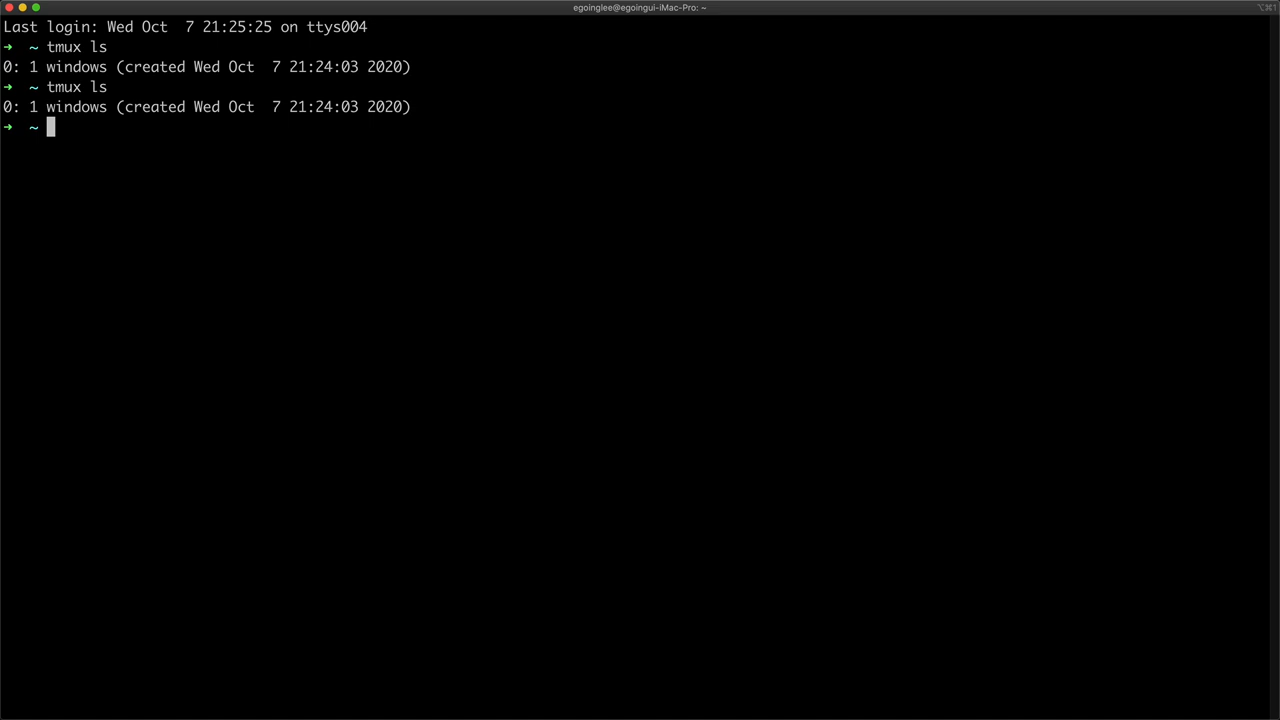 egoinglee@egoingui-iMac-Pro: ~
⌥⌘1
Last login: Wed Oct  7 21:25:25 on ttys004
➜  ~ tmux ls
0: 1 windows (created Wed Oct  7 21:24:03 2020)
➜  ~ tmux ls
0: 1 windows (created Wed Oct  7 21:24:03 2020)
➜  ~